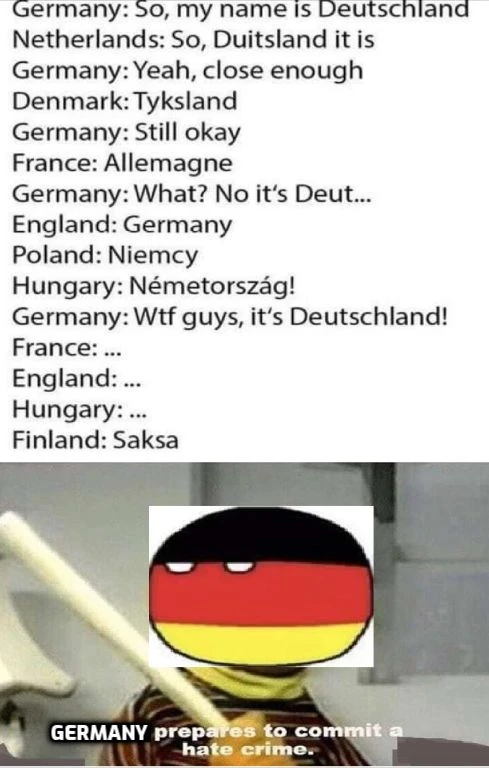 Germany: So, my name is Deutschland
Netherlands: So, Duitsland it is
Germany: Yeah, close enough
Denmark: Tyksland
Germany: Still okay
France: Allemagne
Germany: What? No it's Deut...
England: Germany
Poland: Niemcy
Hungary: Németország!
Germany: Wtf guys, it's Deutschland!
France: ...
England: ...
Hungary: ...
Finland: Saksa
GERMANY prepares to commit a
hate crime.